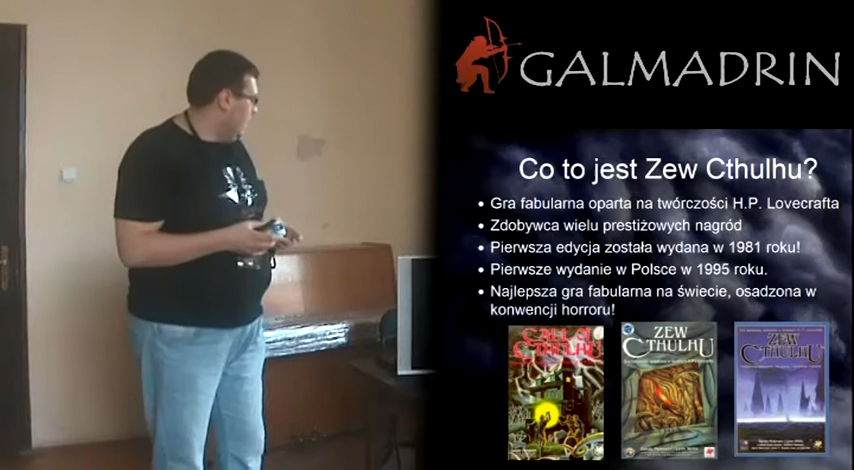 GALMADRIN
Co to jest Zew Cthulhu?
• Gra fabularna oparta na twórczości H.P. Lovecrafta
• Zdobywca wielu prestiżowych nagród
• Pierwsza edycja została wydana w 1981 roku!
• Pierwsze wydanie w Polsce w 1995 roku.
• Najlepsza gra fabularna na świecie, osadzona w
konwencji horroru!
CALL OF
CTHULHU
ZEW
CTHULHU
ZEW
CTHULHU